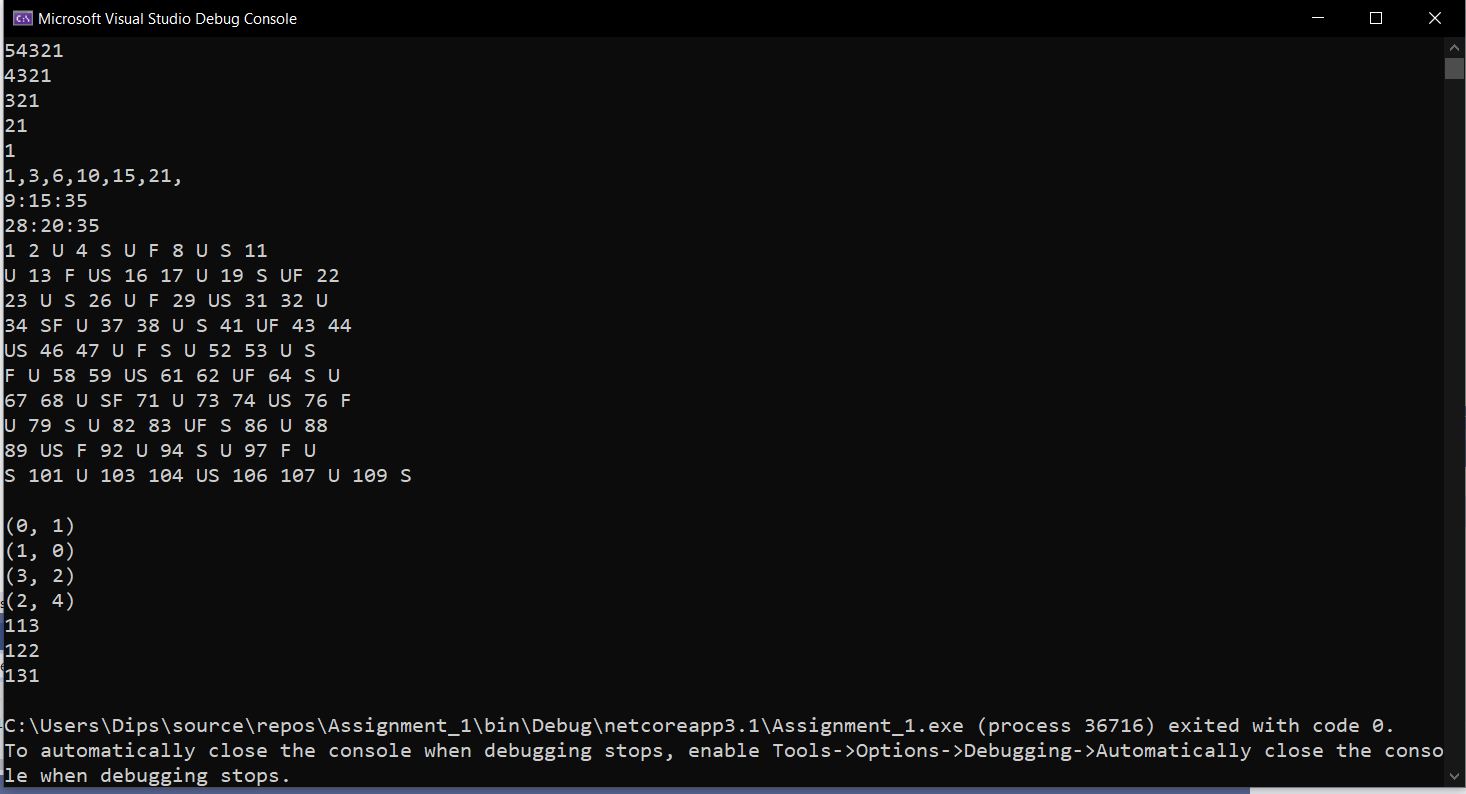 Microsoft Visual Studio Debug Console
54321
4321
321
21
1
1,3,6,10,15,21,
9:15:35
28:20:35
1 2 U 4 S U F 8 U S 11
U 13 F US 16 17 U 19 S UF 22
23 U S 26 U F 29 US 31 32 U
34 SF U 37 38 U S 41 UF 43 44
US 46 47 U F S U 52 53 U S
F U 58 59 US 61 62 UF 64 S U
67 68 U SF 71 U 73 74 US 76 F
U 79 S U 82 83 UF S 86 U 88
89 US F 92 U 94 S U 97 F U
S 101 U 103 104 US 106 107 U 109 S
(0, 1)
(1, 0)
(3, 2)
(2, 4)
113
122
131
C:\Users\Dips\source\repos\Assignment_1\bin\Debug\netcoreapp3.1\Assignment_1.exe (process 36716) exited with code 0.
To automatically close the console when debugging stops, enable Tools->Options->Debugging->Automatically close the conso
le when debugging stops.